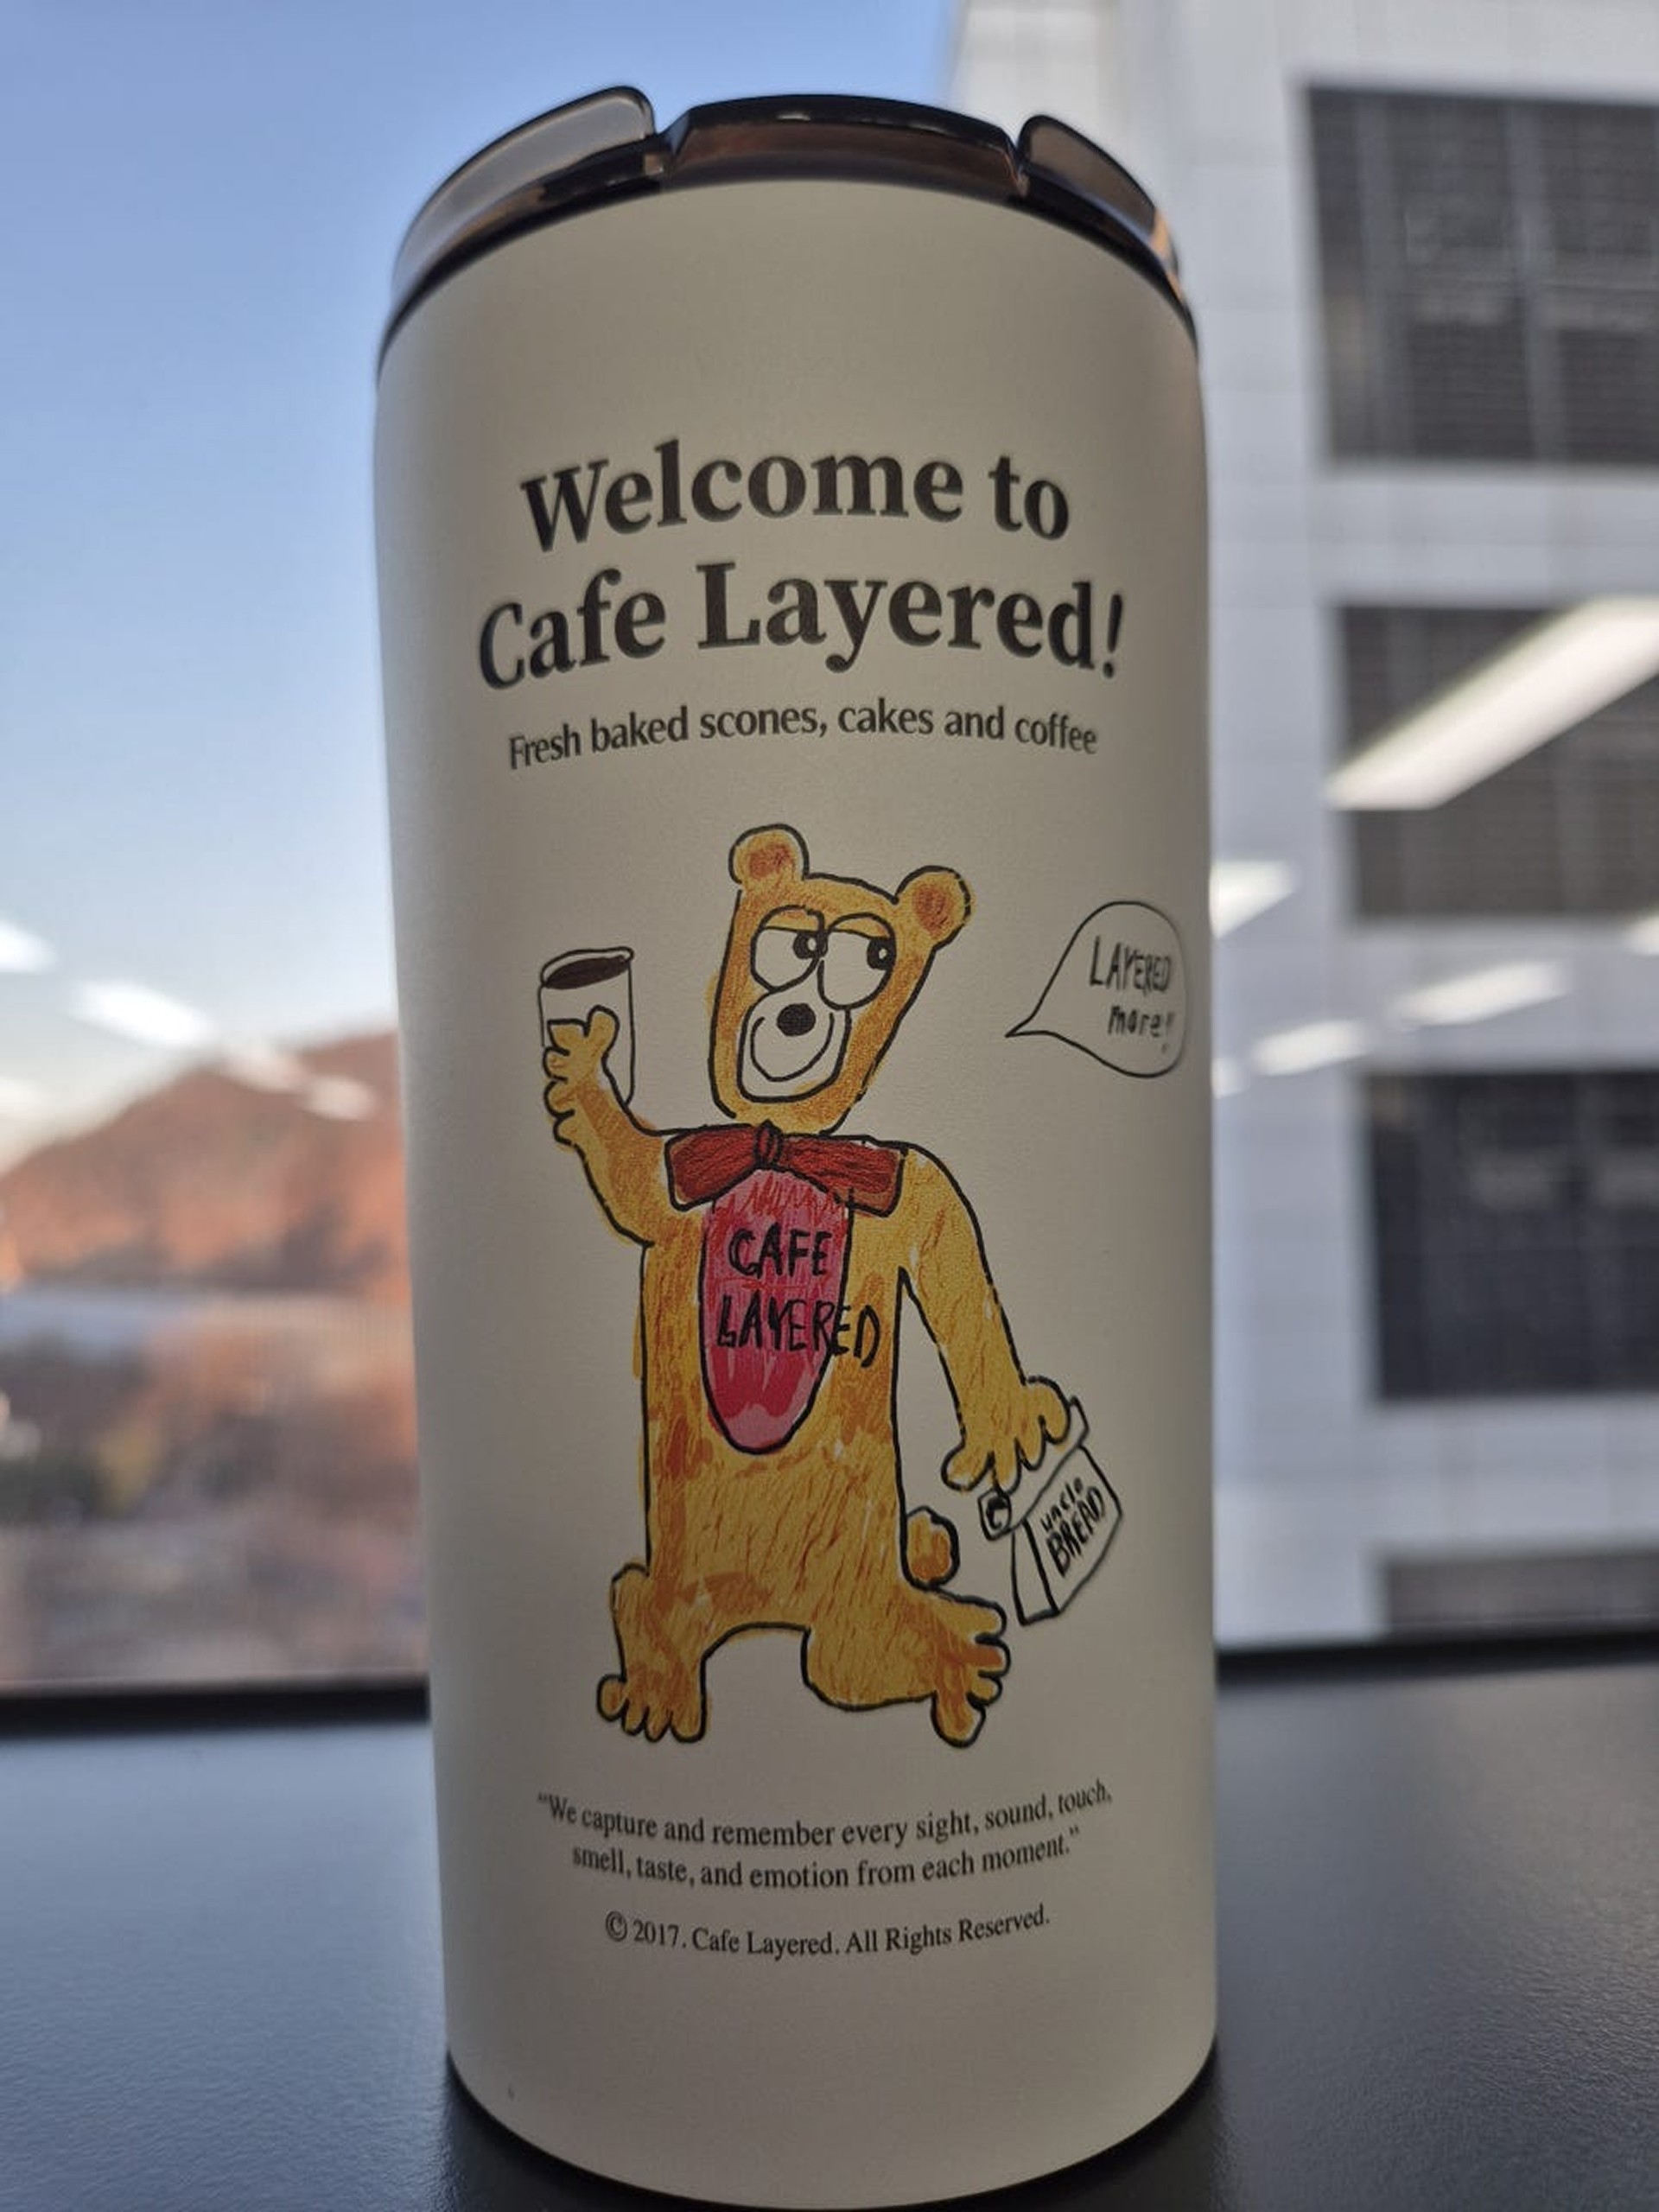 Welcome to
Cafe Layered!
Fresh baked scones, cakes and coffee
LAYERED
more!!
CAFE
LAYERED
uncle
BREAD
"We capture and remember every sight, sound, touch,
smell, taste, and emotion from each moment."
© 2017. Cafe Layered. All Rights Reserved.